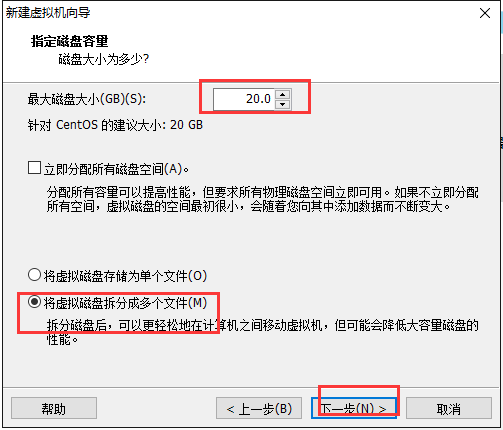 新建虚拟机向导
指定磁盘容量
磁盘大小为多少?
最大磁盘大小(GB)(S): 20.0
针对 CentOS 的建议大小: 20 GB
立即分配所有磁盘空间(A)。
分配所有容量可以提高性能，但要求所有物理磁盘空间立即可用。如果不立即分配
所有空间，虚拟磁盘的空间最初很小，会随着您向其中添加数据而不断变大。
将虚拟磁盘存储为单个文件(O)
将虚拟磁盘拆分成多个文件(M)
拆分磁盘后，可以更轻松地在计算机之间移动虚拟机，但可能会降低大容量磁盘的
性能。
帮助 < 上一步(B) 下一步(N) > 取消